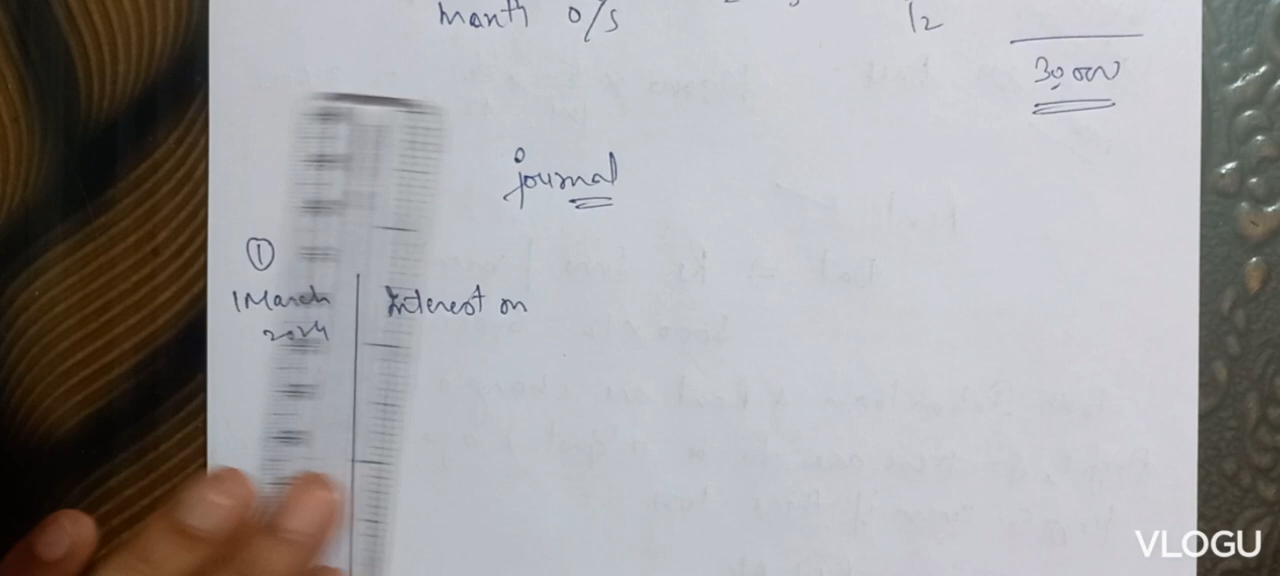 Month o/s 12
30,000
journal
1
1 March
2024
Interest on
VLOGU